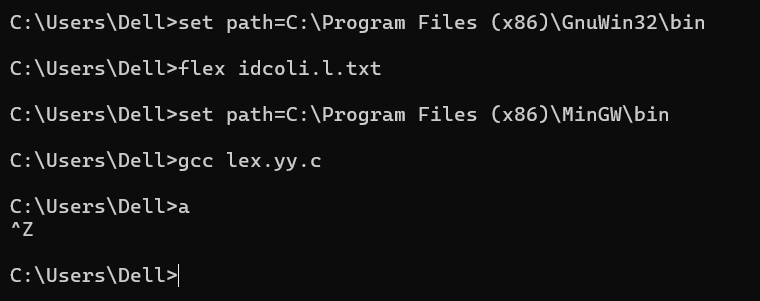 C:\Users\Dell>set path=C:\Program Files (x86)\GnuWin32\bin
C:\Users\Dell>flex idcoli.l.txt
C:\Users\Dell>set path=C:\Program Files (x86)\MinGW\bin
C:\Users\Dell>gcc lex.yy.c
C:\Users\Dell>a
^Z
C:\Users\Dell>